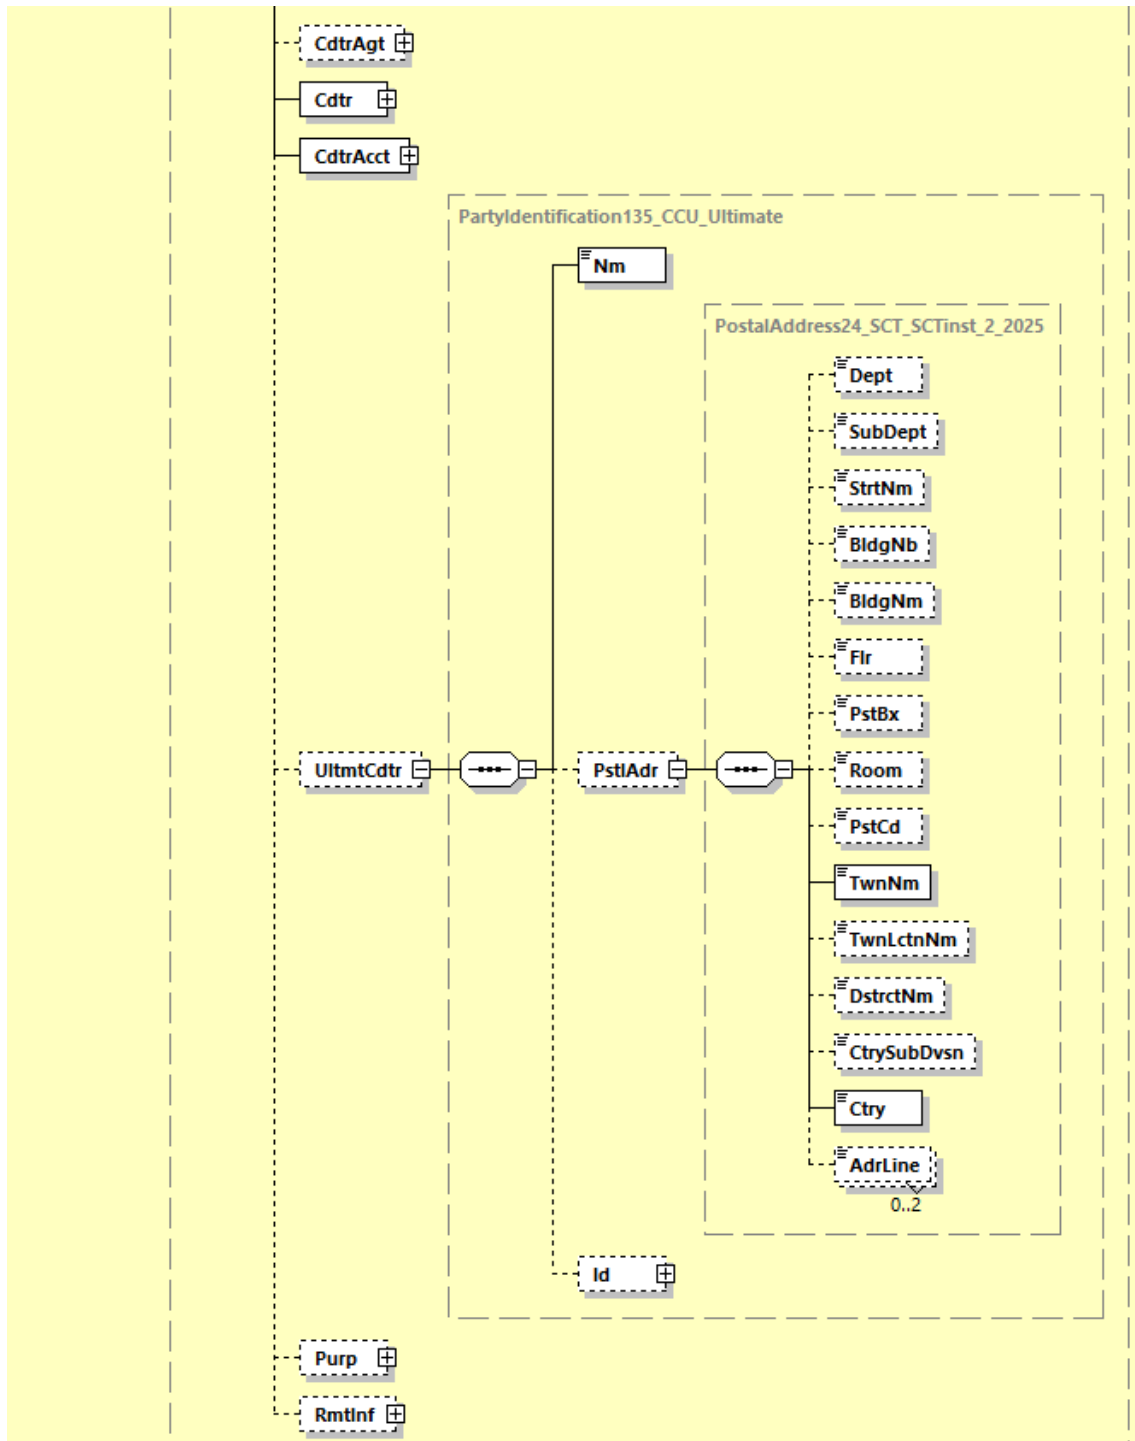 CdtrAgt
Cdtr
CdtrAcct
PartyIdentification135_CCU_Ultimate
Nm
PostalAddress24_SCT_SCTinst_2_2025
Dept
SubDept
StrtNm
BldgNb
BldgNm
Flr
PstBx
UltmtCdtr
PstlAdr
Room
PstCd
TwnNm
TwnLctnNm
DstrctNm
CtrySubDvsn
Ctry
AdrLine
0..2
Id
Purp
RmtInf